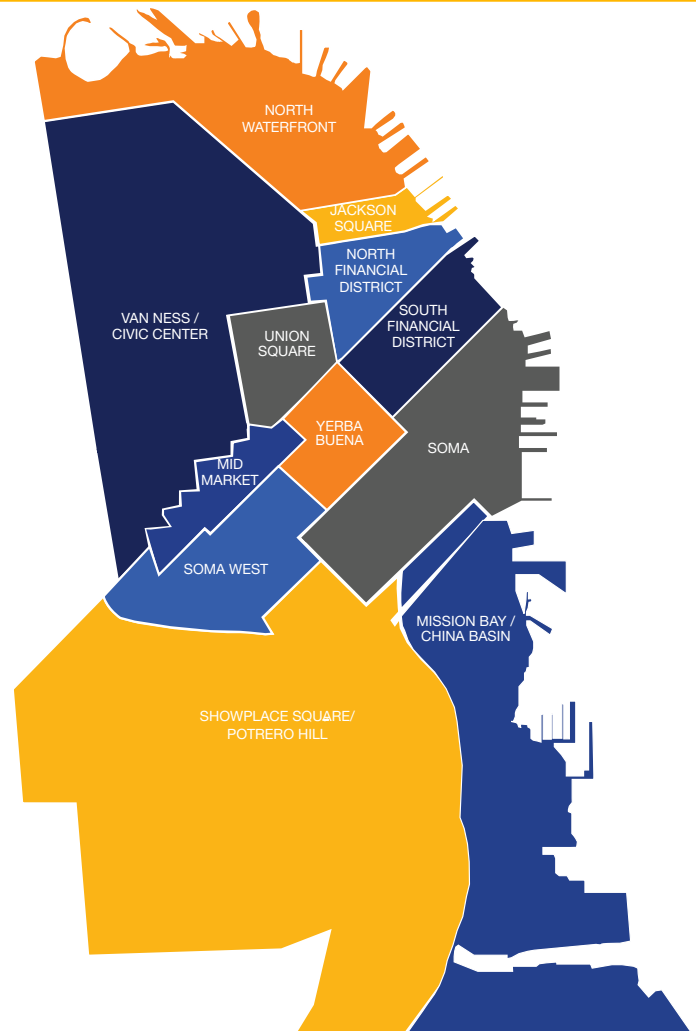 NORTH
WATERFRONT
JACKSON
SQUARE
NORTH
FINANCIAL
DISTRICT
SOUTH
FINANCIAL
DISTRICT
VAN NESS /
CIVIC CENTER
UNION
SQUARE
YERBA
BUENA
SOMA
MID
MARKET
SOMA WEST
MISSION BAY /
CHINA BASIN
SHOWPLACE SQUARE/
POTRERO HILL